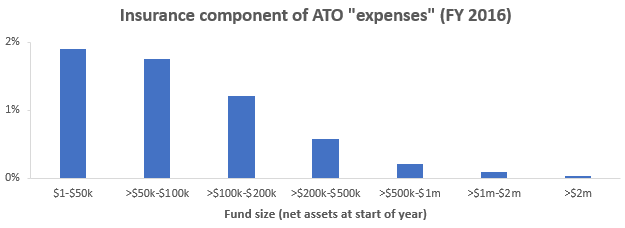 Insurance component of ATO "expenses" (FY 2016)
2%
1%
0%
$1-$50k >$50k-$100k >$100k-$200k >$200k-$500k >$500k-$1m >$1m-$2m >$2m
Fund size (net assets at start of year)